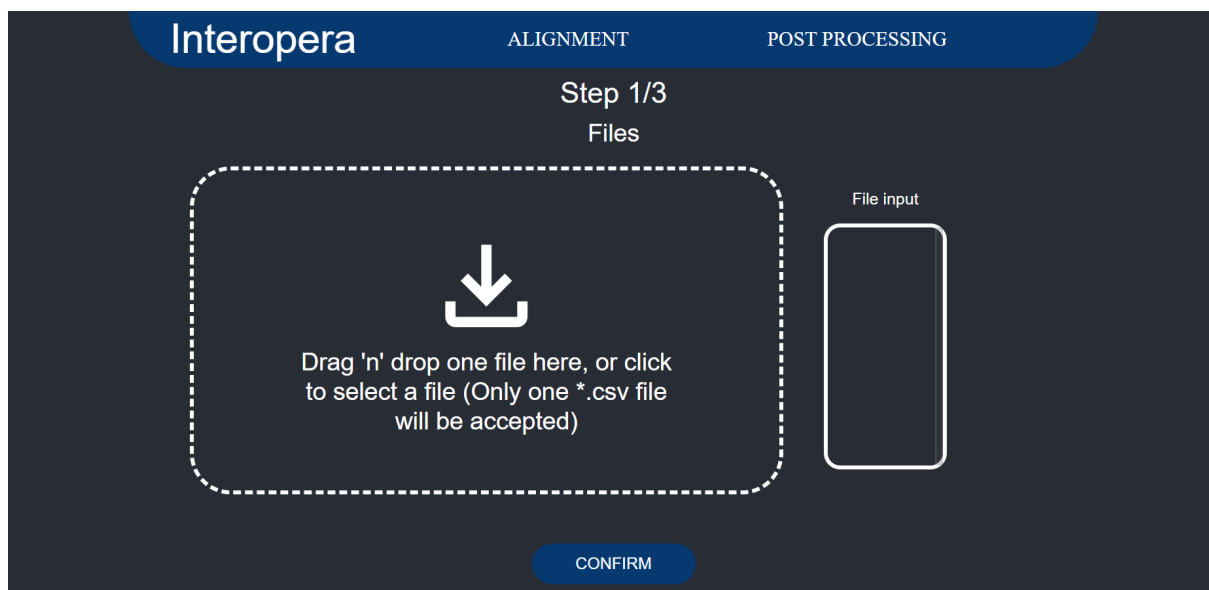 Interopera
ALIGNMENT
POST PROCESSING
Step 1/3
Files
File input
Drag 'n' drop one file here, or click
to select a file (Only one *.csv file
will be accepted)
CONFIRM